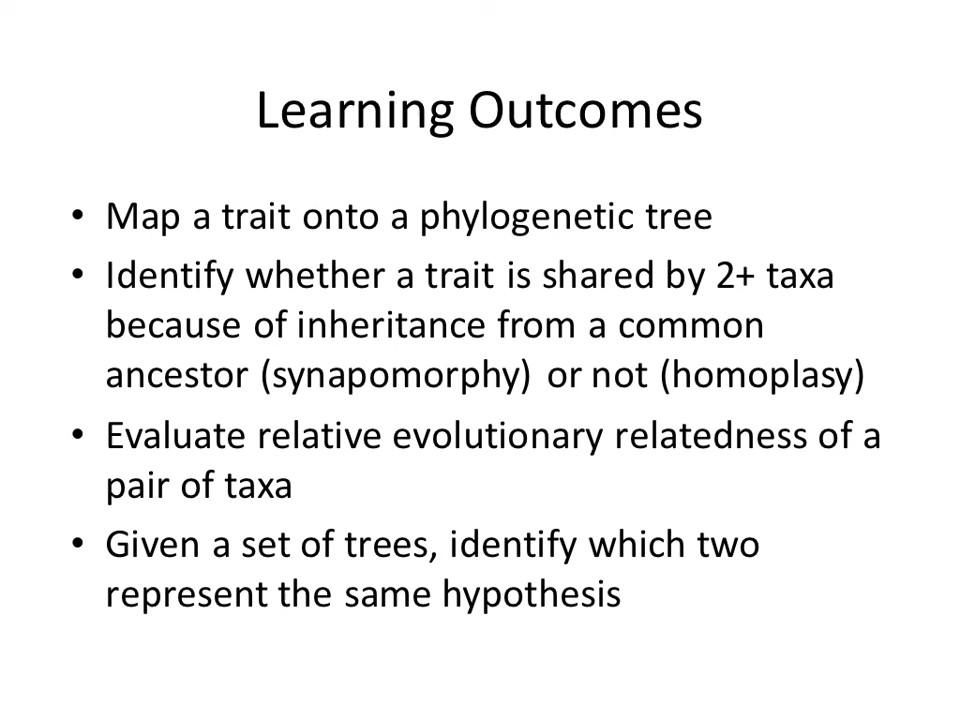 Learning Outcomes
• Map a trait onto a phylogenetic tree
• Identify whether a trait is shared by 2+ taxa
because of inheritance from a common
ancestor (synapomorphy) or not (homoplasy)
• Evaluate relative evolutionary relatedness of a
pair of taxa
• Given a set of trees, identify which two
represent the same hypothesis